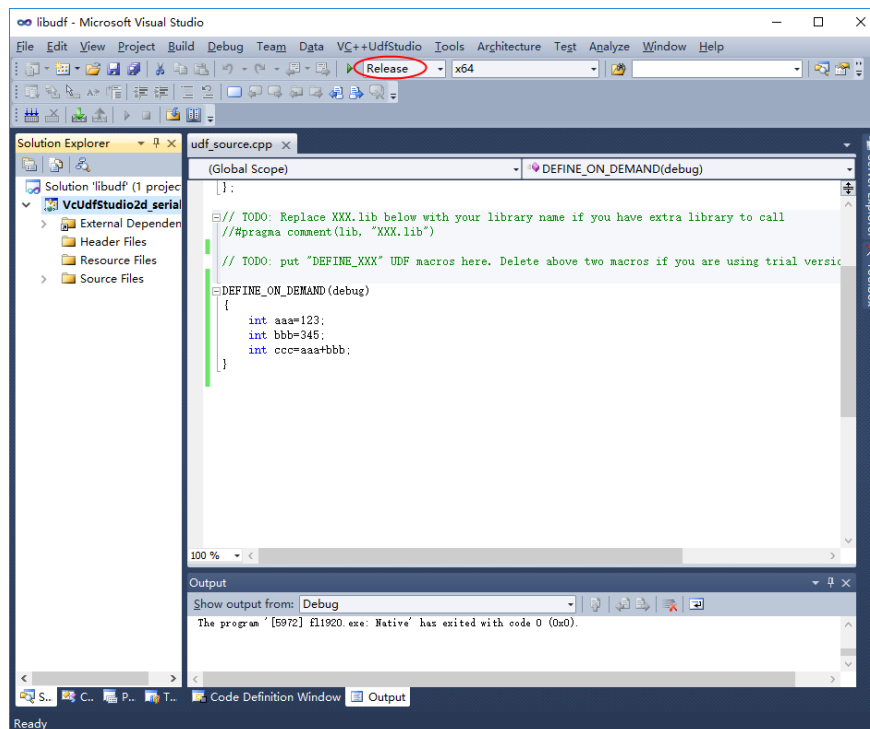 libudf - Microsoft Visual Studio
File Edit View Project Build Debug Team Data VC++UdfStudio Tools Architecture Test Analyze Window Help
Release x64
Solution Explorer
udf_source.cpp
(Global Scope) DEFINE_ON_DEMAND(debug)
Solution 'libudf' (1 projec
VcUdfStudio2d_serial
External Dependen
Header Files
Resource Files
Source Files
};
// TODO: Replace XXX.lib below with your library name if you have extra library to call
//#pragma comment(lib, "XXX.lib")
// TODO: put "DEFINE_XXX" UDF macros here. Delete above two macros if you are using trial versic
DEFINE_ON_DEMAND(debug)
{
int aaa=123;
int bbb=345;
int ccc=aaa+bbb;
}
100 %
Output
Show output from: Debug
The program '[5972] fl1920.exe: Native' has exited with code 0 (0x0).
S... C... P... T... Code Definition Window Output
Ready